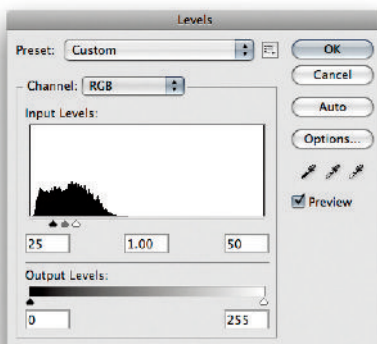 Levels
Preset: Custom
OK
Cancel
Channel: RGB
Auto
Input Levels:
Options...
Preview
25 1.00 50
Output Levels:
0 255